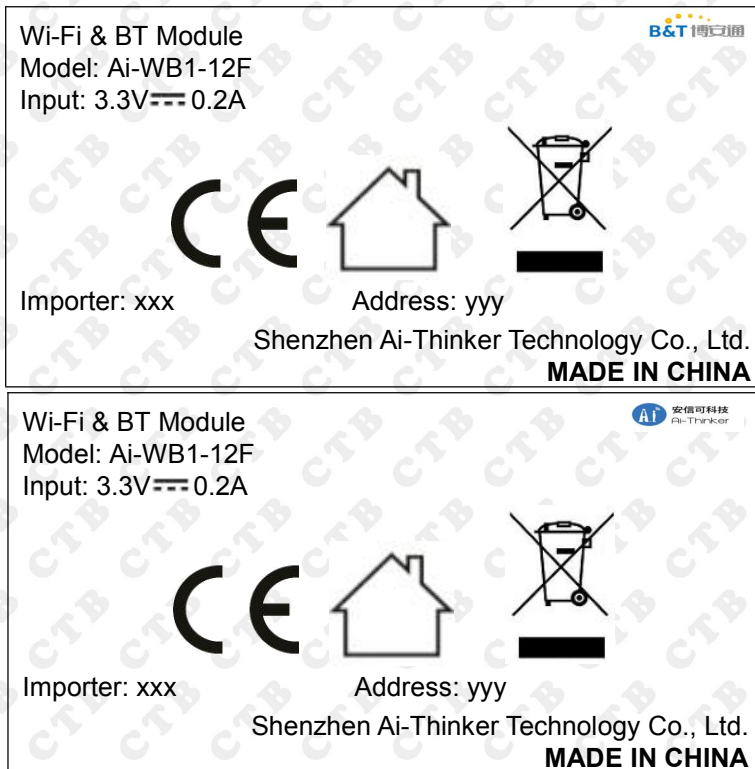 Wi-Fi & BT Module
B&T 博安通
Model: Ai-WB1-12F
Input: 3.3V⎓0.2A
CE
Importer: xxx Address: yyy
Shenzhen Ai-Thinker Technology Co., Ltd.
MADE IN CHINA
Wi-Fi & BT Module
Ai 安信可科技
Ai-Thinker
Model: Ai-WB1-12F
Input: 3.3V⎓0.2A
CE
Importer: xxx Address: yyy
Shenzhen Ai-Thinker Technology Co., Ltd.
MADE IN CHINA
CTB